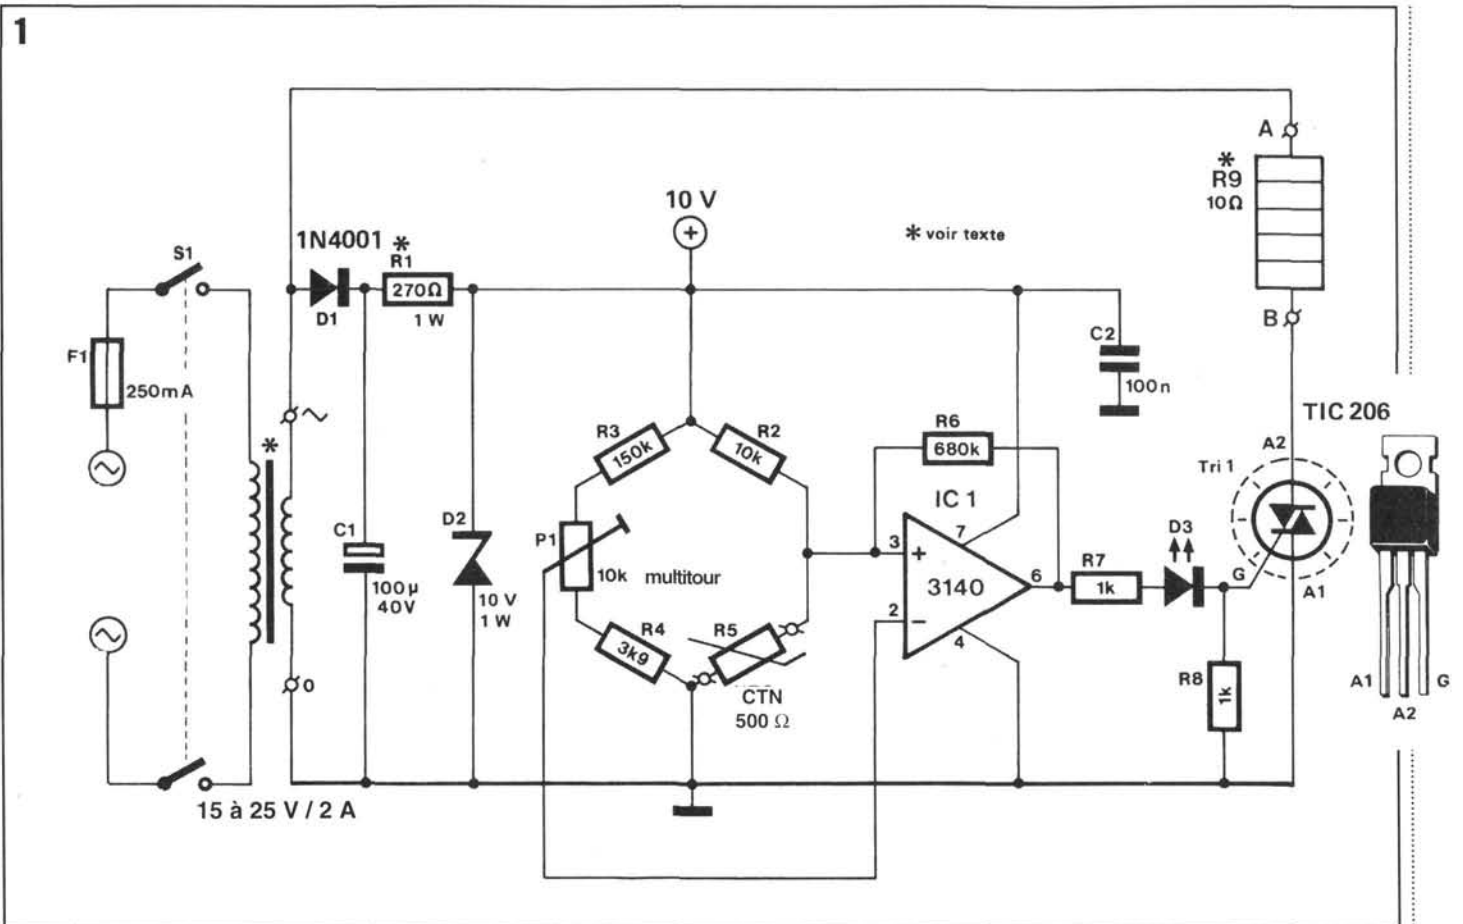 1
10 V
A
*
R9
10Ω
B
* voir texte
S1
1N4001
*
R1
270Ω
1 W
D1
F1
250mA
~
*
C2
100n
TIC 206
R3
150k
R2
10k
R6
680k
A2
Tri 1
IC 1
D2
10 V
1 W
C1
100µ
40V
P1
10k
multitour
3
+
7
3140
6
2
−
4
R7
1k
D3
G
A1
R4
3k9
R5
CTN
500 Ω
R8
1k
A1
A2
G
0
15 à 25 V / 2 A